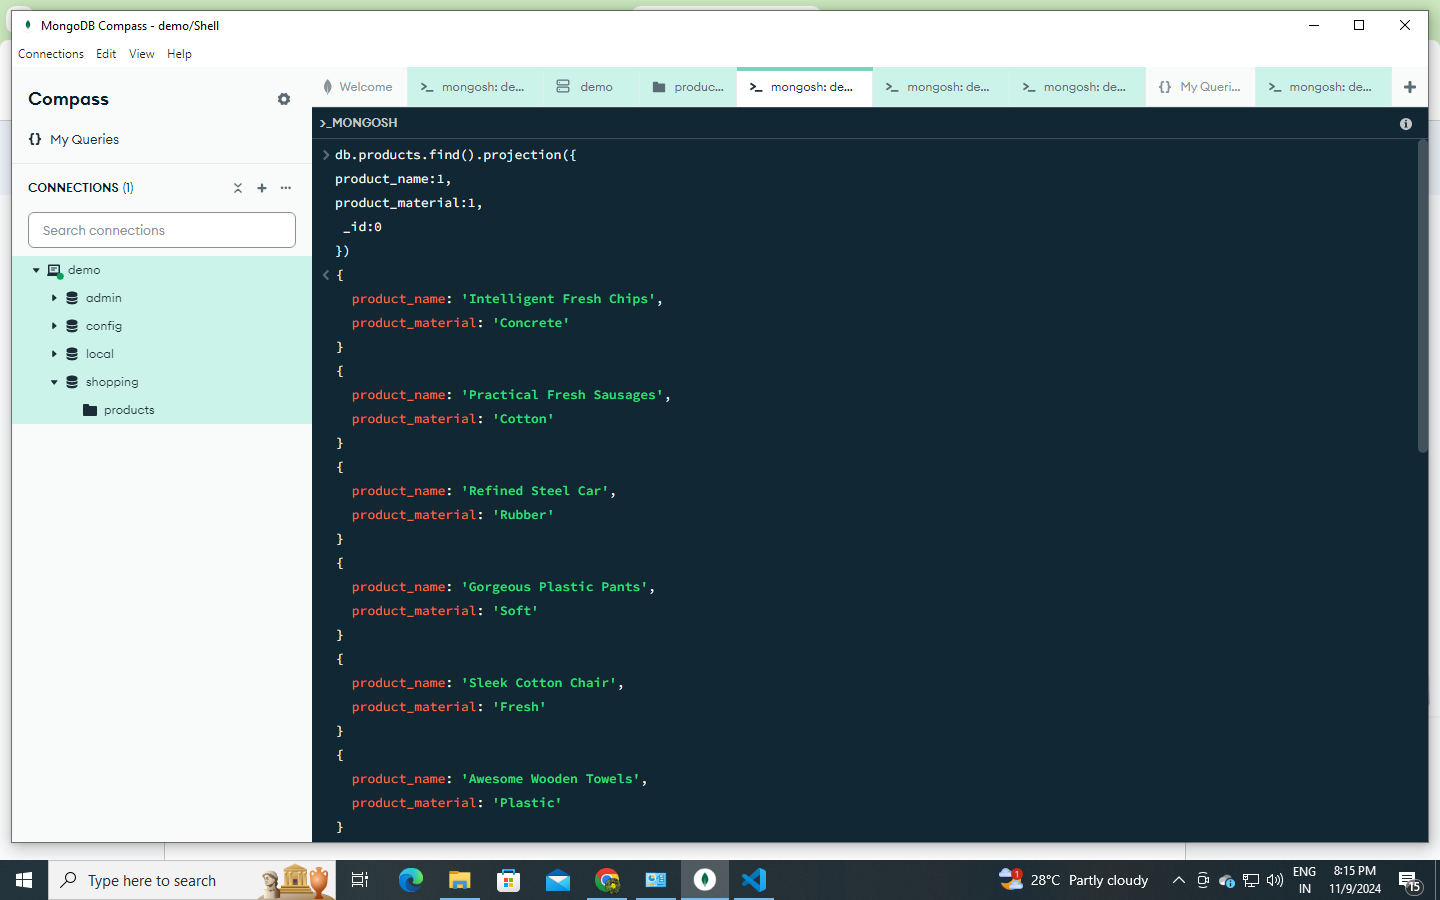 MongoDB Compass - demo/Shell
Connections Edit View Help
Compass
My Queries
CONNECTIONS (1)
Search connections
demo
admin
config
local
shopping
products
Welcome
mongosh: de...
demo
produc...
mongosh: de...
mongosh: de...
mongosh: de...
My Queri...
mongosh: de...
>_MONGOSH
db.products.find().projection({
product_name:1,
product_material:1,
_id:0
})
{
product_name: 'Intelligent Fresh Chips',
product_material: 'Concrete'
}
{
product_name: 'Practical Fresh Sausages',
product_material: 'Cotton'
}
{
product_name: 'Refined Steel Car',
product_material: 'Rubber'
}
{
product_name: 'Gorgeous Plastic Pants',
product_material: 'Soft'
}
{
product_name: 'Sleek Cotton Chair',
product_material: 'Fresh'
}
{
product_name: 'Awesome Wooden Towels',
product_material: 'Plastic'
}
Type here to search
1
28°C Partly cloudy
ENG
IN
8:15 PM
11/9/2024
15